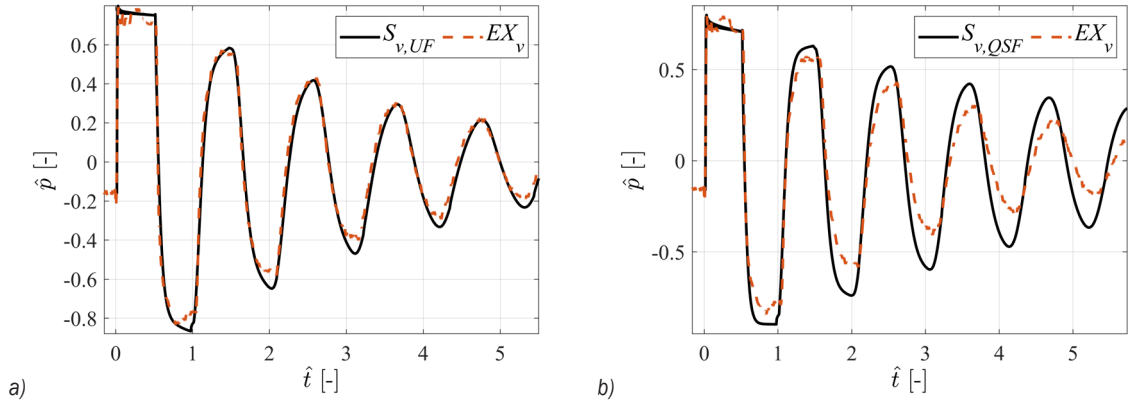 S_{v,UF} EX_v
0.6
0.4
0.2
0
-0.2
-0.4
-0.6
-0.8
p̂ [-]
0 1 2 3 4 5
t̂ [-]
a)
S_{v,QSF} EX_v
0.5
0
-0.5
p̂ [-]
0 1 2 3 4 5
t̂ [-]
b)